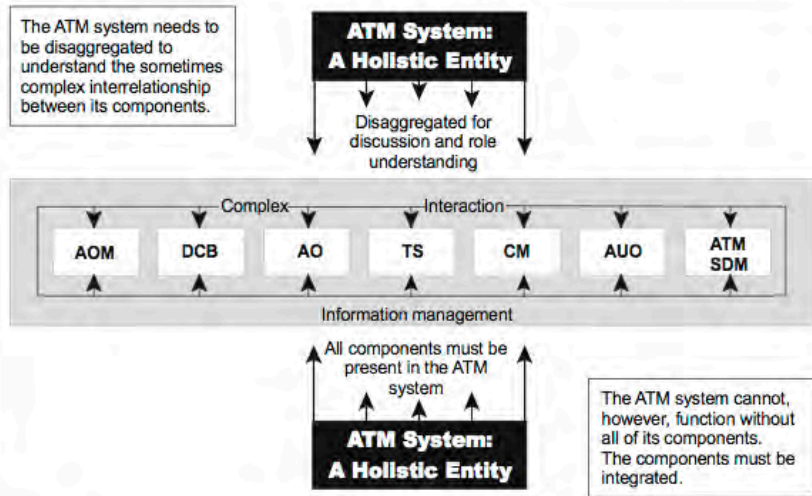 The ATM system needs to
be disaggregated to
understand the sometimes
complex interrelationship
between its components.
ATM System:
A Holistic Entity
Disaggregated for
discussion and role
understanding
Complex
Interaction
AOM
DCB
AO
TS
CM
AUO
ATM
SDM
Information management
All components must be
present in the ATM
system
ATM System:
A Holistic Entity
The ATM system cannot,
however, function without
all of its components.
The components must be
integrated.